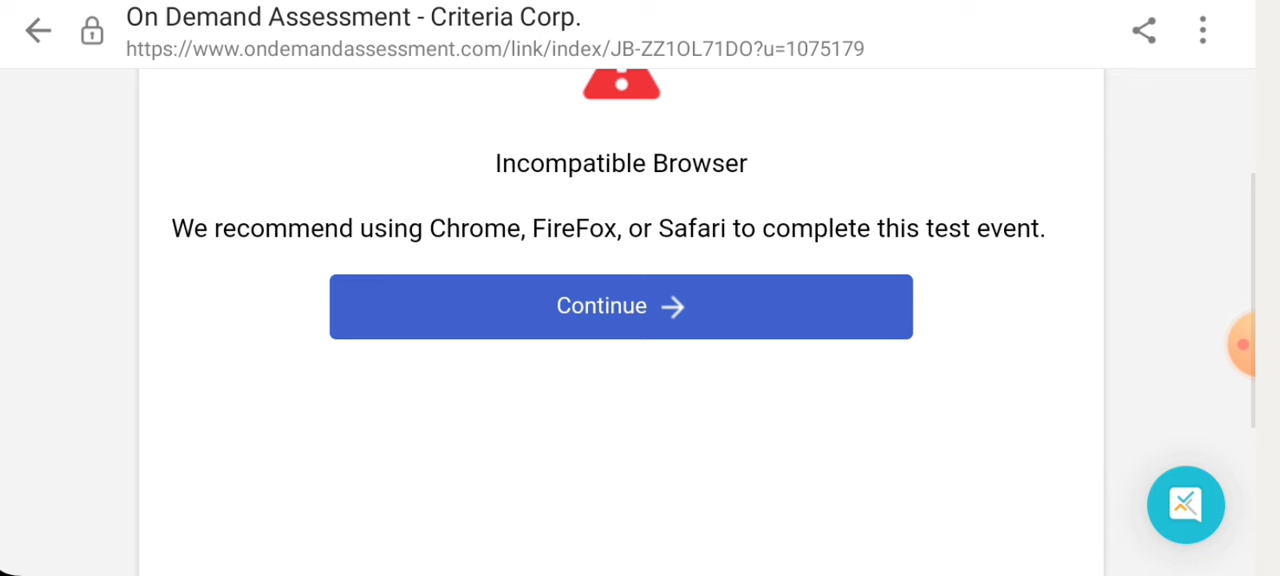 On Demand Assessment - Criteria Corp.
https://www.ondemandassessment.com/link/index/JB-ZZ1OL71DO?u=1075179
Incompatible Browser
We recommend using Chrome, FireFox, or Safari to complete this test event.
Continue